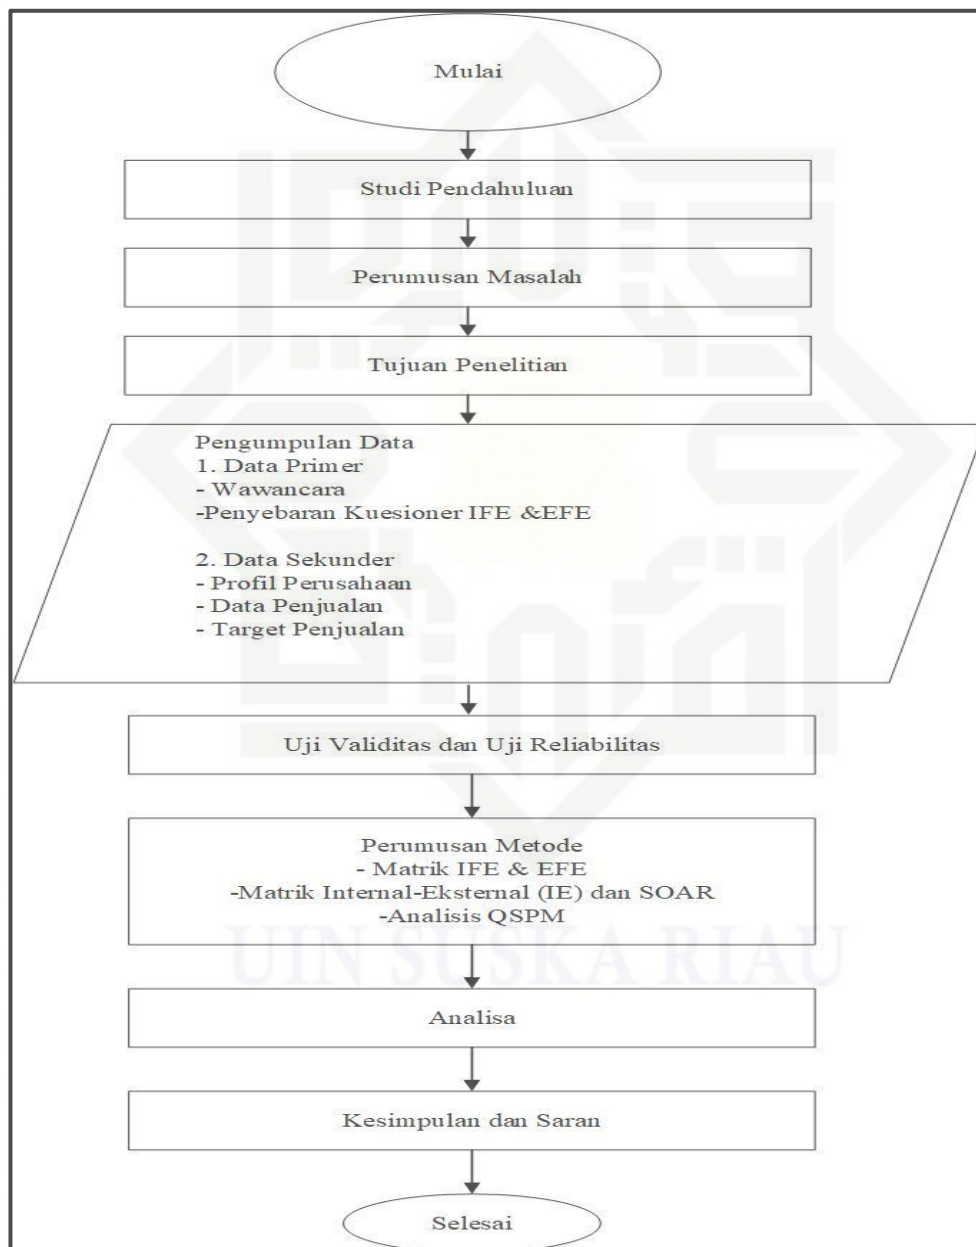 Mulai
Studi Pendahuluan
Perumusan Masalah
Tujuan Penelitian
Pengumpulan Data
1. Data Primer
- Wawancara
-Penyebaran Kuesioner IFE &EFE
2. Data Sekunder
- Profil Perusahaan
- Data Penjualan
- Target Penjualan
Uji Validitas dan Uji Reliabilitas
Perumusan Metode
- Matrik IFE & EFE
-Matrik Internal-Eksternal (IE) dan SOAR
-Analisis QSPM
UIN SUSKA RIAU
Analisa
Kesimpulan dan Saran
Selesai